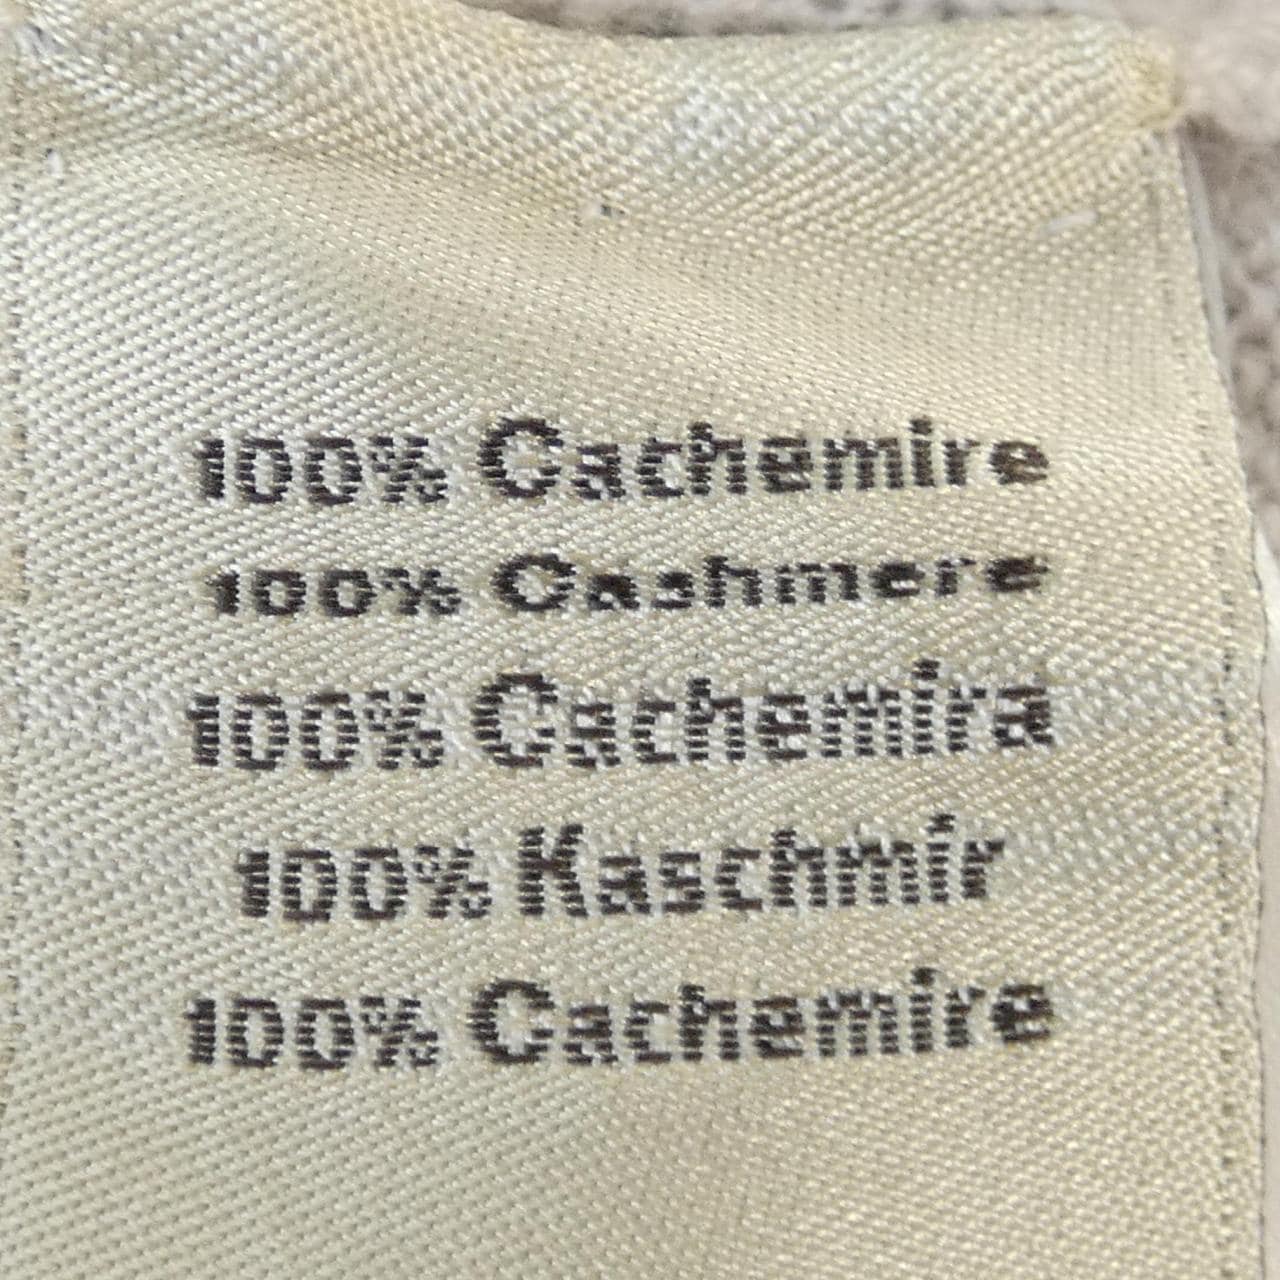 100% Cachemire
100% Cashmere
100% Cachemira
100% Kaschmir
100% Cachemire